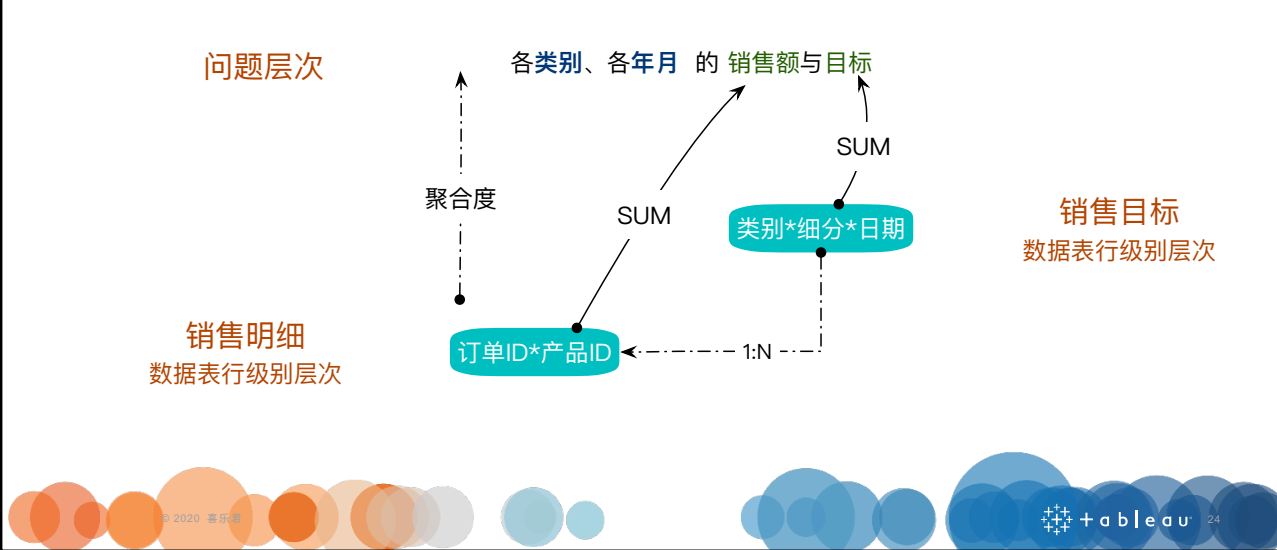 问题层次
各类别、各年月 的 销售额与目标
SUM
聚合度
SUM
类别*细分*日期
销售目标
数据表行级别层次
销售明细
数据表行级别层次
订单ID*产品ID
1:N
© 2020 喜乐君
+ableau
24